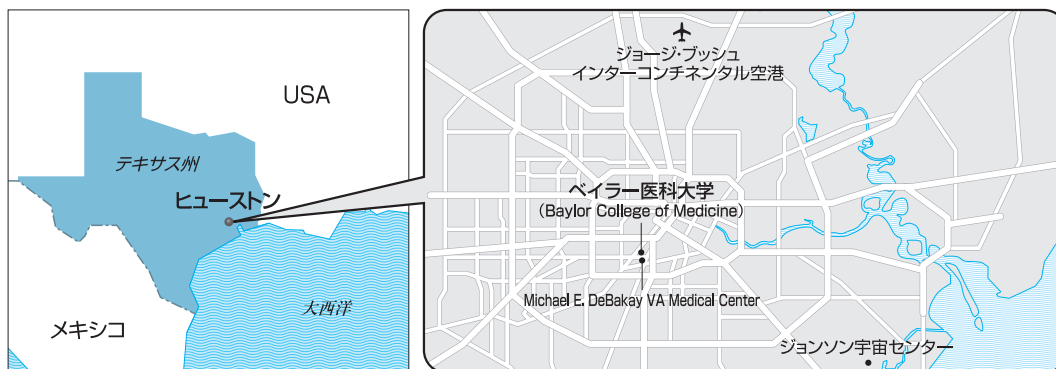 USA
テキサス州
ヒューストン
大西洋
メキシコ
ジョージ・ブッシュ
インターコンチネンタル空港
ベイラー医科大学
（Baylor College of Medicine）
Michael E. DeBakay VA Medical Center
ジョンソン宇宙センター